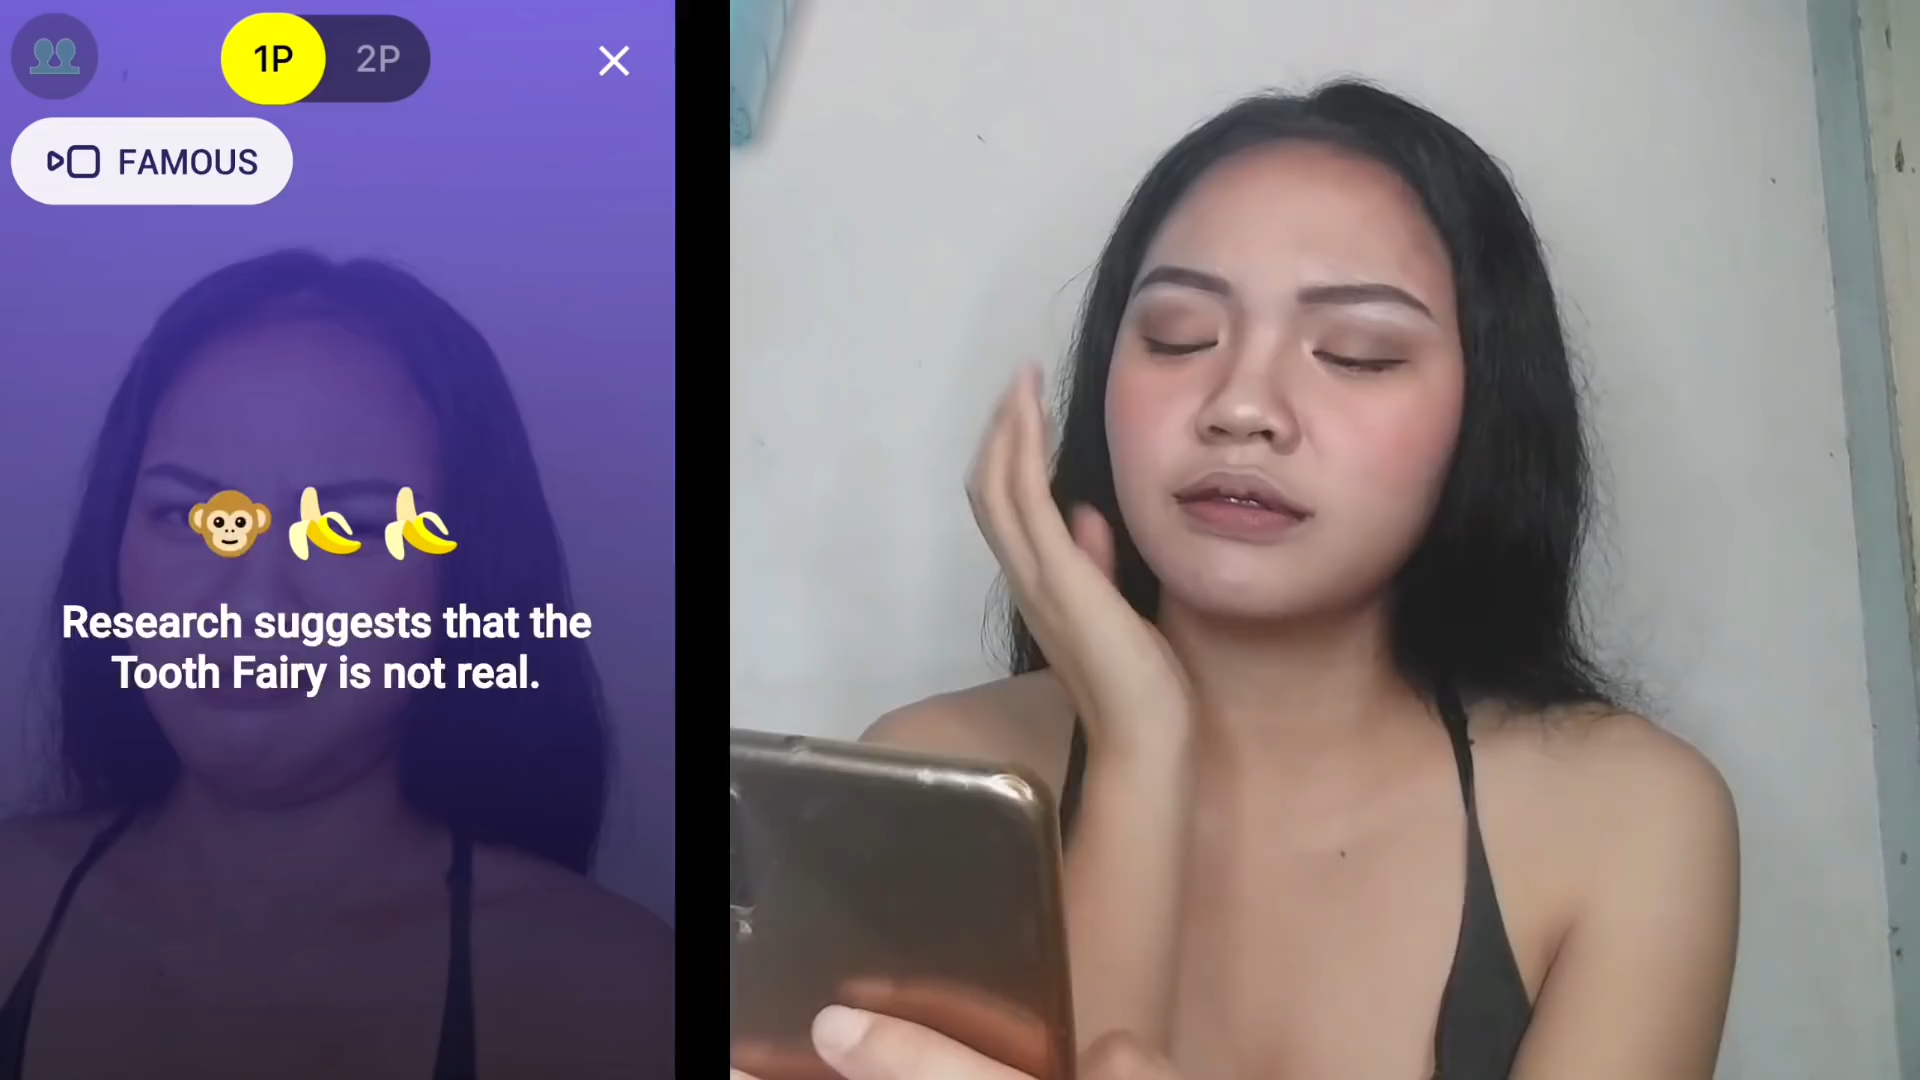 1P 2P
FAMOUS
Research suggests that the
Tooth Fairy is not real.